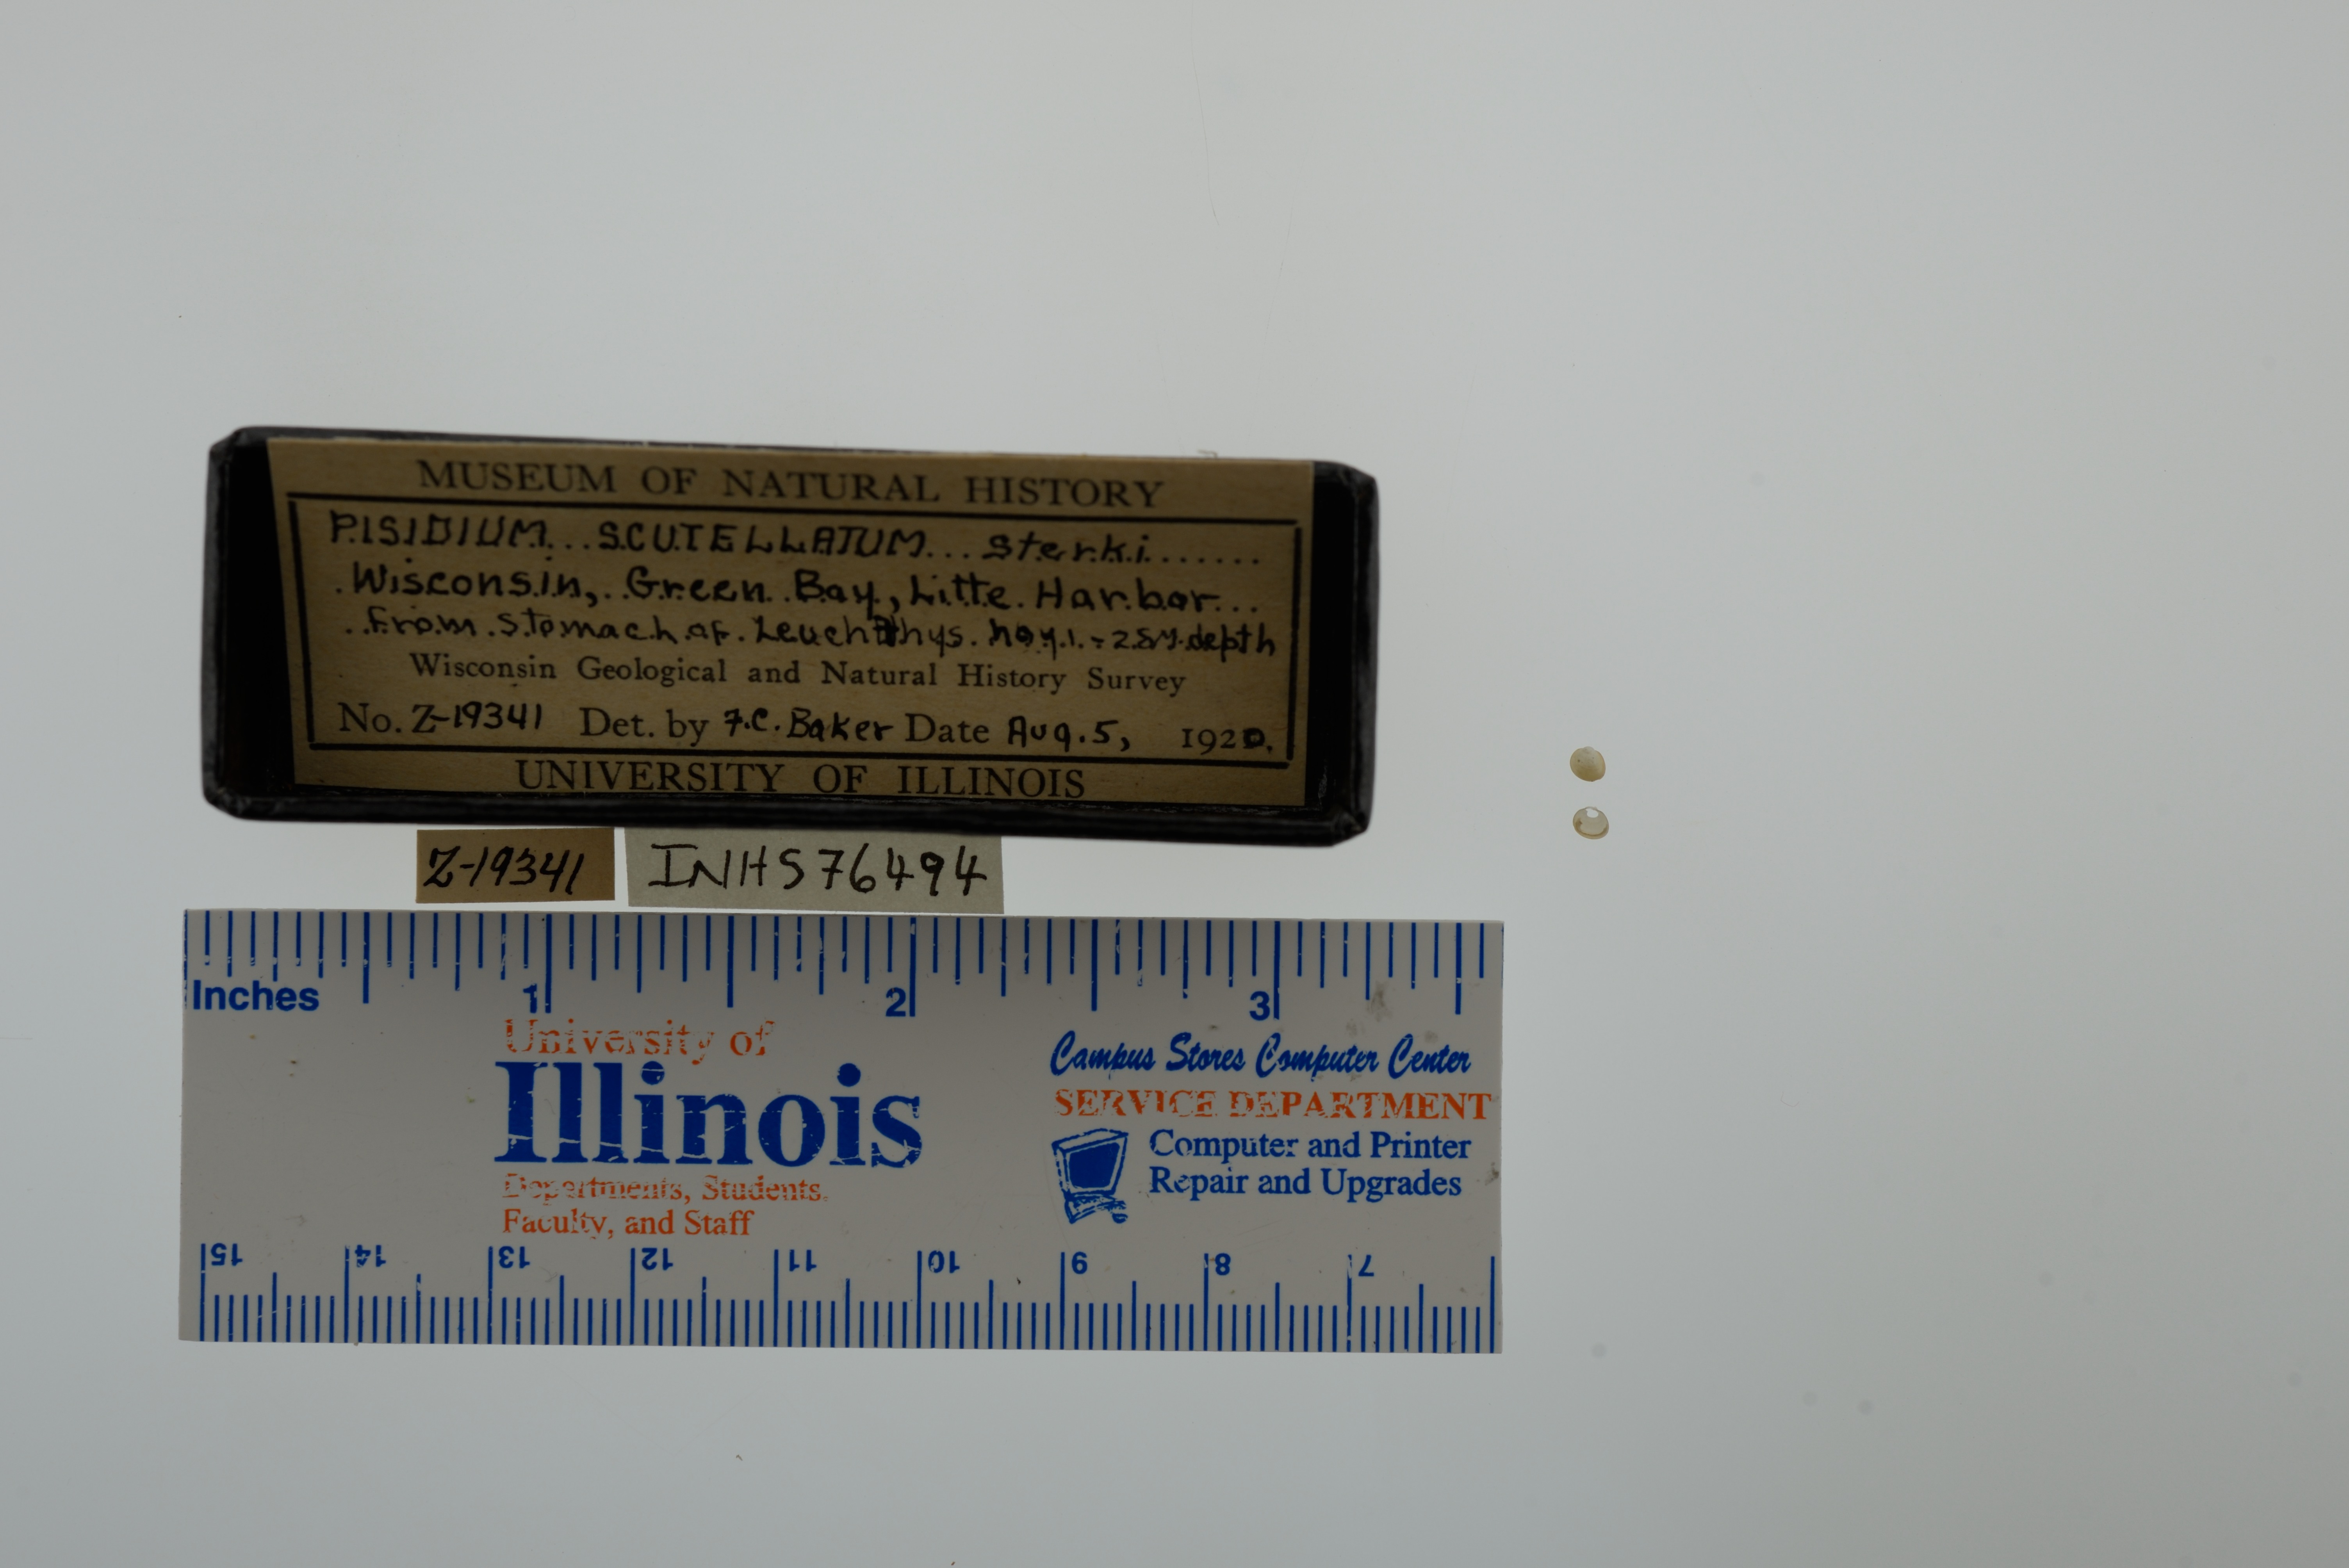 MUSEUM OF NATURAL HISTORY
PISIDIUM...SCUTELLATUM...Sterki......
.Wisconsin,..Green.Bay,.Litte.Harbor...
..From.stomach.of.Leuchthys.hoyi.=25M.depth
Wisconsin Geological and Natural History Survey
No. Z-19341 Det. by F.C. Baker Date Aug. 5, 1920.
UNIVERSITY OF ILLINOIS
Z-19341 INHS76494
Inches 1 2 3
University of
Illinois
Departments, Students,
Faculty, and Staff
Campus Stores Computer Center
SERVICE DEPARTMENT
Computer and Printer
Repair and Upgrades
15 14 13 12 11 10 9 8 7